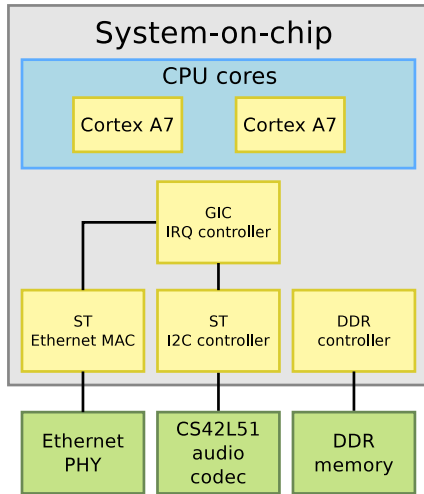 System-on-chip
CPU cores
Cortex A7
Cortex A7
GIC
IRQ controller
ST
Ethernet MAC
ST
I2C controller
DDR
controller
Ethernet
PHY
CS42L51
audio
codec
DDR
memory